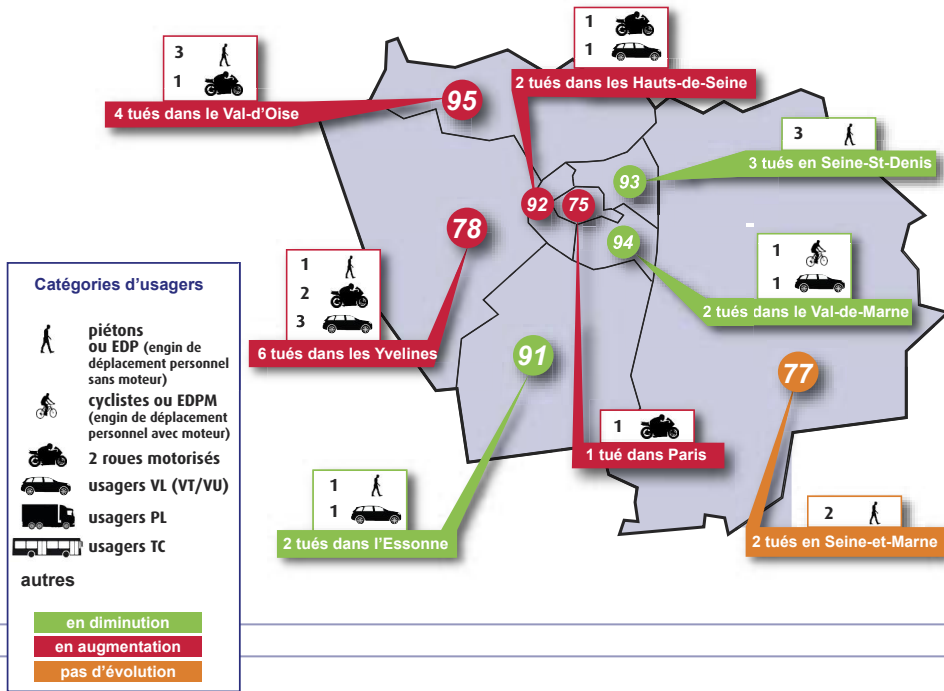 1
1
2 tués dans les Hauts-de-Seine
3
1
4 tués dans le Val-d'Oise
95
3
3 tués en Seine-St-Denis
93
92
75
78
94
1
1
2 tués dans le Val-de-Marne
1
2
3
6 tués dans les Yvelines
91
77
1
1 tué dans Paris
1
1
2 tués dans l'Essonne
2
2 tués en Seine-et-Marne
Catégories d'usagers
piétons
ou EDP (engin de
déplacement personnel
sans moteur)
cyclistes ou EDPM
(engin de déplacement
personnel avec moteur)
2 roues motorisés
usagers VL (VT/VU)
usagers PL
usagers TC
autres
en diminution
en augmentation
pas d'évolution